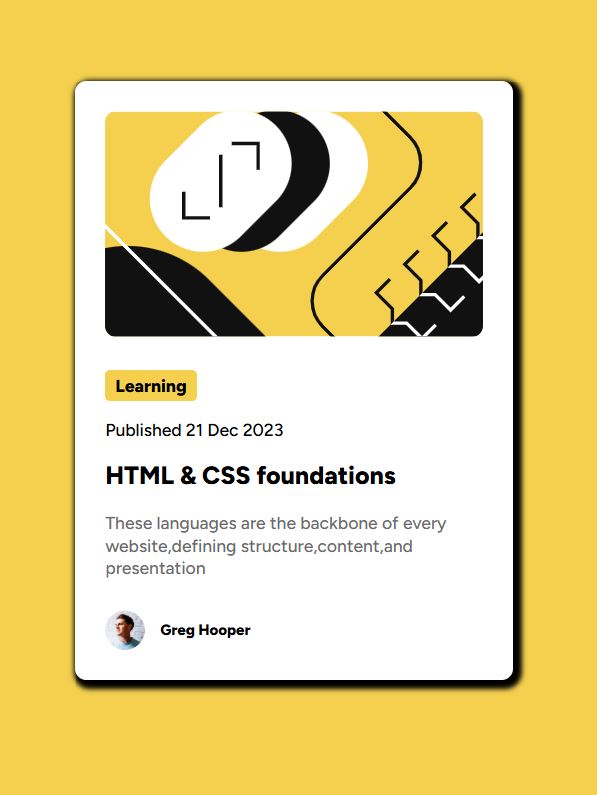 Learning
Published 21 Dec 2023
HTML & CSS foundations
These languages are the backbone of every
website,defining structure,content,and
presentation
Greg Hooper